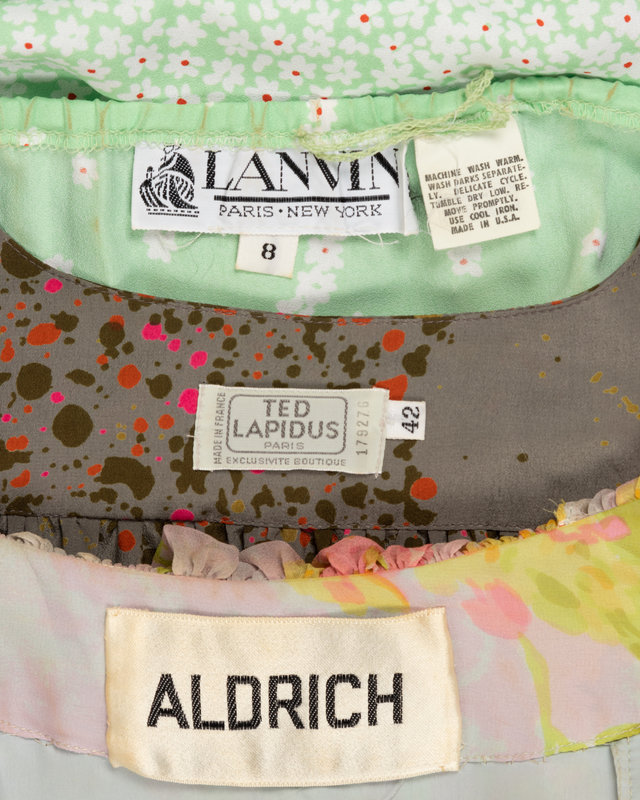 LANVIN
PARIS • NEW YORK
8
MACHINE WASH WARM.
WASH DARKS SEPARATE-
LY. DELICATE CYCLE.
TUMBLE DRY LOW. RE-
MOVE PROMPTLY.
USE COOL IRON.
MADE IN U.S.A.
MADE IN FRANCE
TED
LAPIDUS
PARIS
EXCLUSIVITE BOUTIQUE
179276
42
ALDRICH